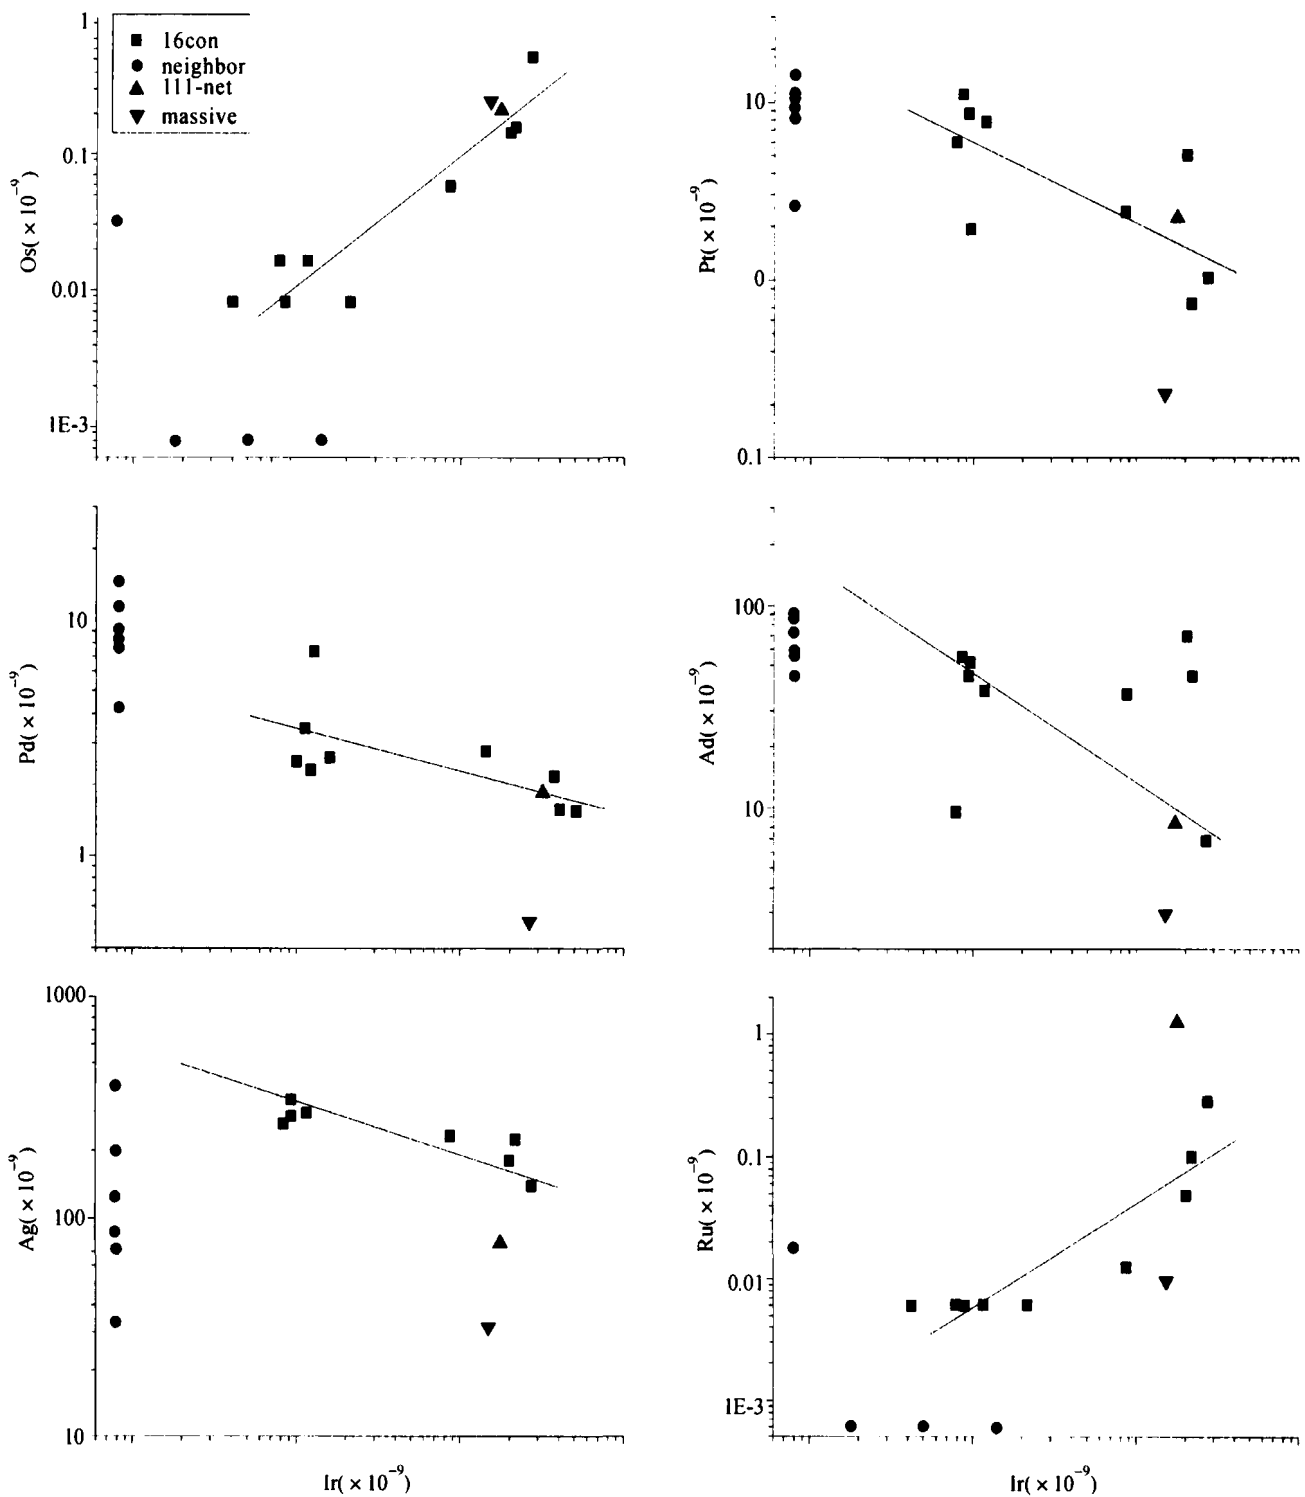 1
16con
neighbor
111-net
massive
0.1
0.01
1E-3
Os( × 10⁻⁹)
10
0
0.1
Pt( × 10⁻⁹)
10
1
Pd( × 10⁻⁹)
100
10
Ad( × 10⁻⁹)
1000
100
10
Ag( × 10⁻⁹)
Ir( × 10⁻⁹)
1
0.1
0.01
1E-3
Ru( × 10⁻⁹)
Ir( × 10⁻⁹)